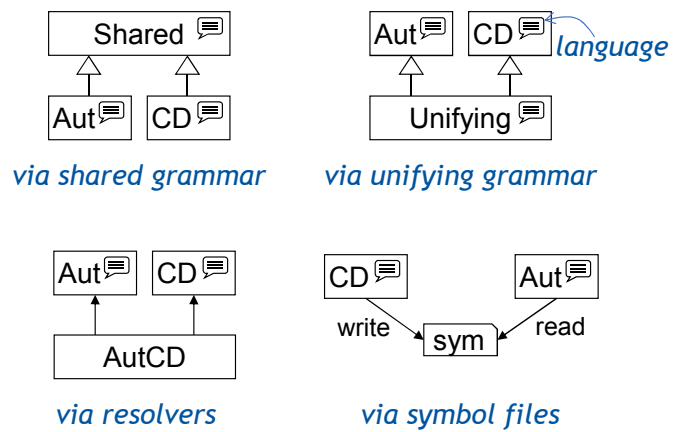 Shared
Aut CD
via shared grammar
Aut CD language
Unifying
via unifying grammar
Aut CD
AutCD
via resolvers
CD Aut
write sym read
via symbol files